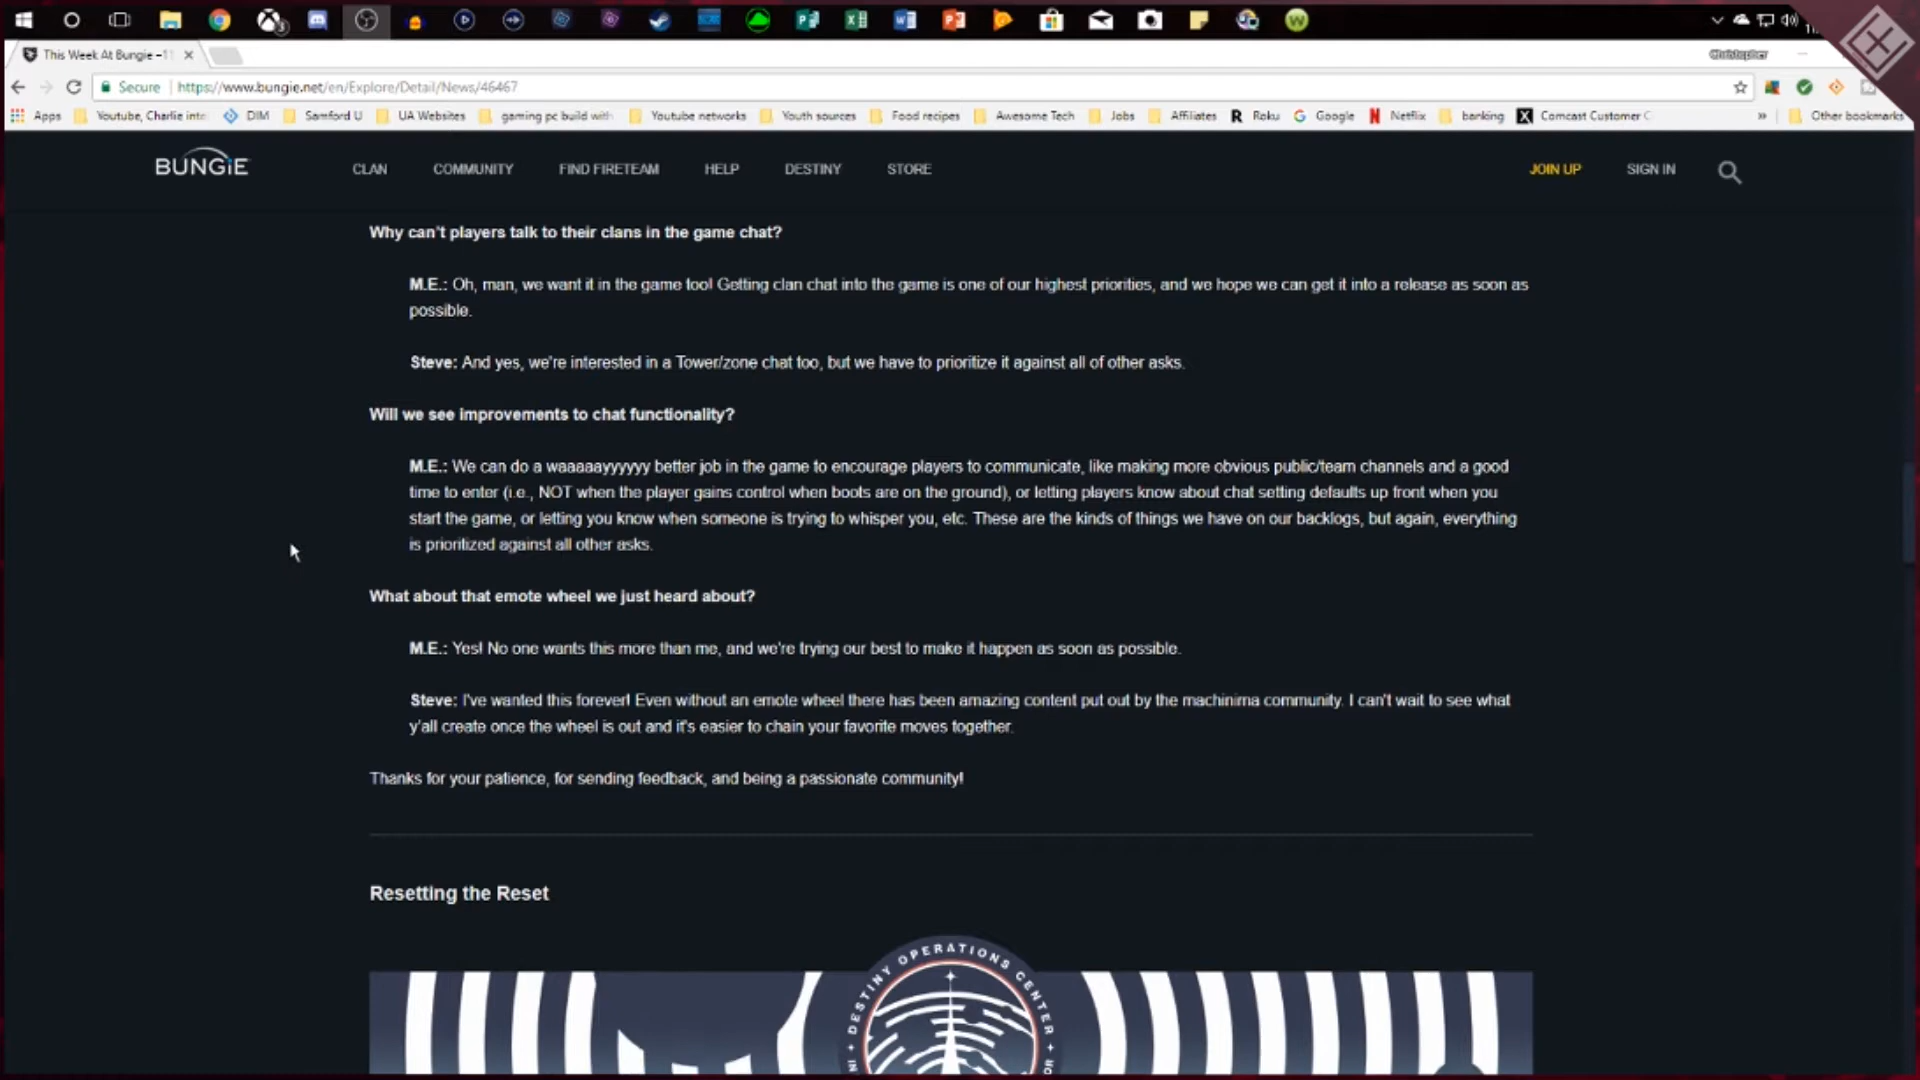 This Week At Bungie – 1
Christopher
Secure https://www.bungie.net/en/Explore/Detail/News/46467
Apps Youtube, Charlie inte DIM Samford U UA Websites gaming pc build with Youtube networks Youth sources Food recipes Awesome Tech Jobs Affiliates Roku Google Netflix banking Comcast Customer C » Other bookmarks
BUNGiE CLAN COMMUNITY FIND FIRETEAM HELP DESTINY STORE JOIN UP SIGN IN
Why can't players talk to their clans in the game chat?
M.E.: Oh, man, we want it in the game too! Getting clan chat into the game is one of our highest priorities, and we hope we can get it into a release as soon as
possible.
Steve: And yes, we're interested in a Tower/zone chat too, but we have to prioritize it against all of other asks.
Will we see improvements to chat functionality?
M.E.: We can do a waaaaayyyyyy better job in the game to encourage players to communicate, like making more obvious public/team channels and a good
time to enter (i.e., NOT when the player gains control when boots are on the ground), or letting players know about chat setting defaults up front when you
start the game, or letting you know when someone is trying to whisper you, etc. These are the kinds of things we have on our backlogs, but again, everything
is prioritized against all other asks.
What about that emote wheel we just heard about?
M.E.: Yes! No one wants this more than me, and we're trying our best to make it happen as soon as possible.
Steve: I've wanted this forever! Even without an emote wheel there has been amazing content put out by the machinima community. I can't wait to see what
y'all create once the wheel is out and it's easier to chain your favorite moves together.
Thanks for your patience, for sending feedback, and being a passionate community!
Resetting the Reset
DESTINY OPERATIONS CENTER